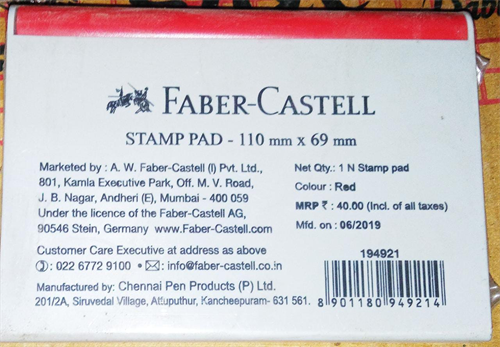 FABER-CASTELL
STAMP PAD - 110 mm x 69 mm
Marketed by : A. W. Faber-Castell (I) Pvt. Ltd.,
801, Kamla Executive Park, Off. M. V. Road,
J. B. Nagar, Andheri (E), Mumbai - 400 059
Under the licence of the Faber-Castell AG,
90546 Stein, Germany www.Faber-Castell.com
Customer Care Executive at address as above
: 022 6772 9100 • : info@faber-castell.co.in
Manufactured by: Chennai Pen Products (P) Ltd.
201/2A, Siruvedal Village, Attuputhur, Kancheepuram- 631 561.
Net Qty.: 1 N Stamp pad
Colour : Red
MRP ₹ : 40.00 (Incl. of all taxes)
Mfd. on : 06/2019
194921
8 901180 949214